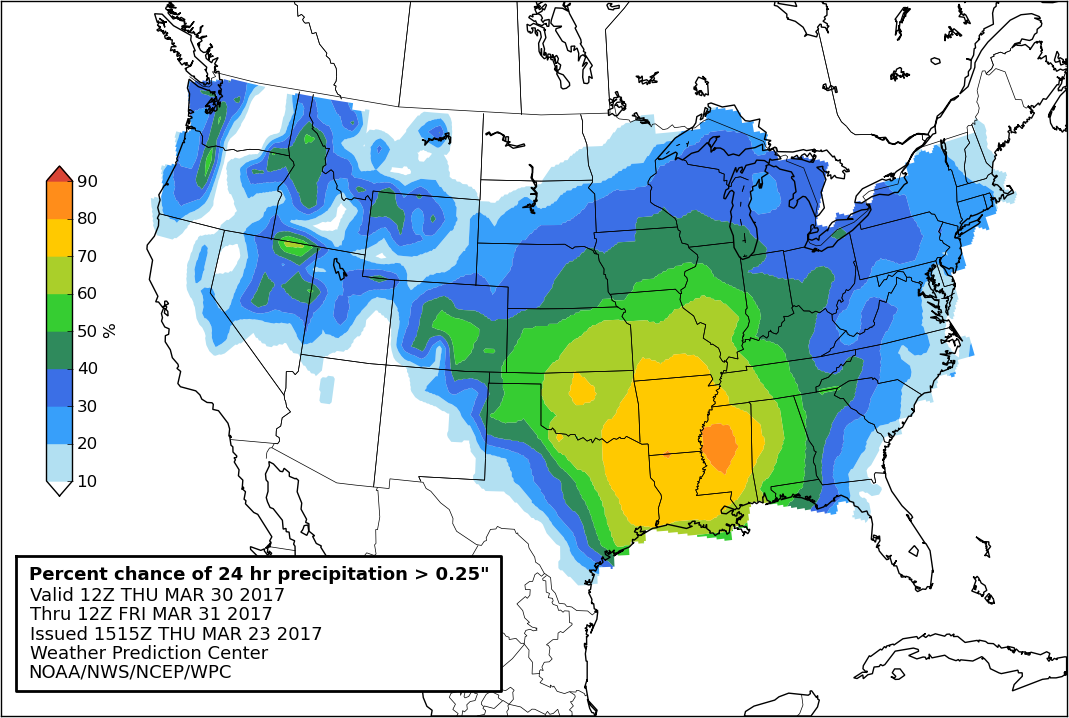 90
80
70
60
50
40
30
20
10
%
Percent chance of 24 hr precipitation > 0.25"
Valid 12Z THU MAR 30 2017
Thru 12Z FRI MAR 31 2017
Issued 1515Z THU MAR 23 2017
Weather Prediction Center
NOAA/NWS/NCEP/WPC